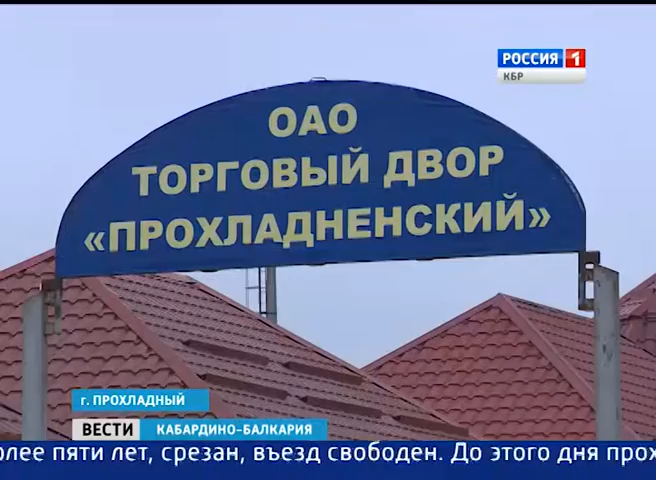 РОССИЯ 1
КБР
ОАО
ТОРГОВЫЙ ДВОР
«ПРОХЛАДНЕНСКИЙ»
г. ПРОХЛАДНЫЙ
ВЕСТИ КАБАРДИНО-БАЛКАРИЯ
олее пяти лет, срезан, въезд свободен. До этого дня прох